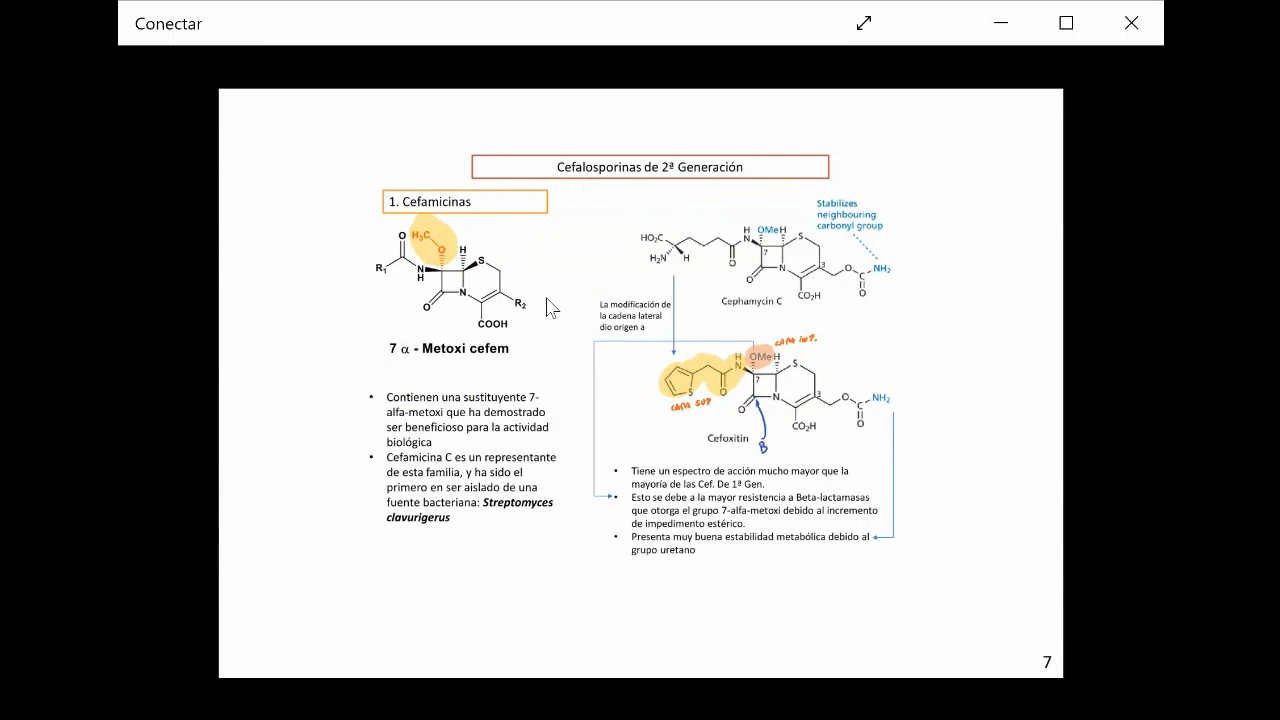 Conectar
Cefalosporinas de 2ª Generación
1. Cefamicinas
H₃C
O
O
H
S
R₁
N
H
N
O
R₂
COOH
7 α - Metoxi cefem
Contienen una sustituyente 7-
alfa-metoxi que ha demostrado
ser beneficioso para la actividad
biológica
Cefamicina C es un representante
de esta familia, y ha sido el
primero en ser aislado de una
fuente bacteriana: Streptomyces
clavurigerus
Stabilizes
neighbouring
carbonyl group
HO₂C
H₂N
H
O
H
N
OMe
H
S
7
O
N
3
O
C
O
NH₂
CO₂H
Cephamycin C
La modificación de
la cadena lateral
dio origen a
CAPA INF.
H
N
OMe
H
S
S
O
7
O
N
3
O
C
O
NH₂
CO₂H
CARA SUP
Cefoxitin
B
Tiene un espectro de acción mucho mayor que la
mayoría de las Cef. De 1ª Gen.
Esto se debe a la mayor resistencia a Beta-lactamasas
que otorga el grupo 7-alfa-metoxi debido al incremento
de impedimento estérico.
Presenta muy buena estabilidad metabólica debido al
grupo uretano
7